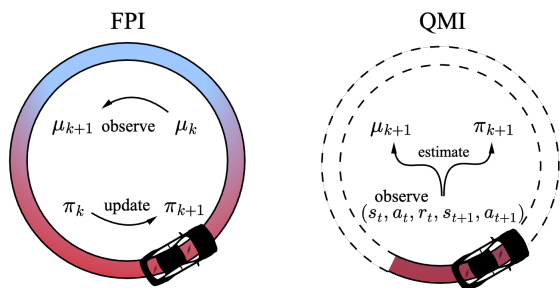 FPI
μ_{k+1} observe μ_k
π_k update π_{k+1}
QMI
μ_{k+1} π_{k+1}
estimate
observe
(s_t, a_t, r_t, s_{t+1}, a_{t+1})